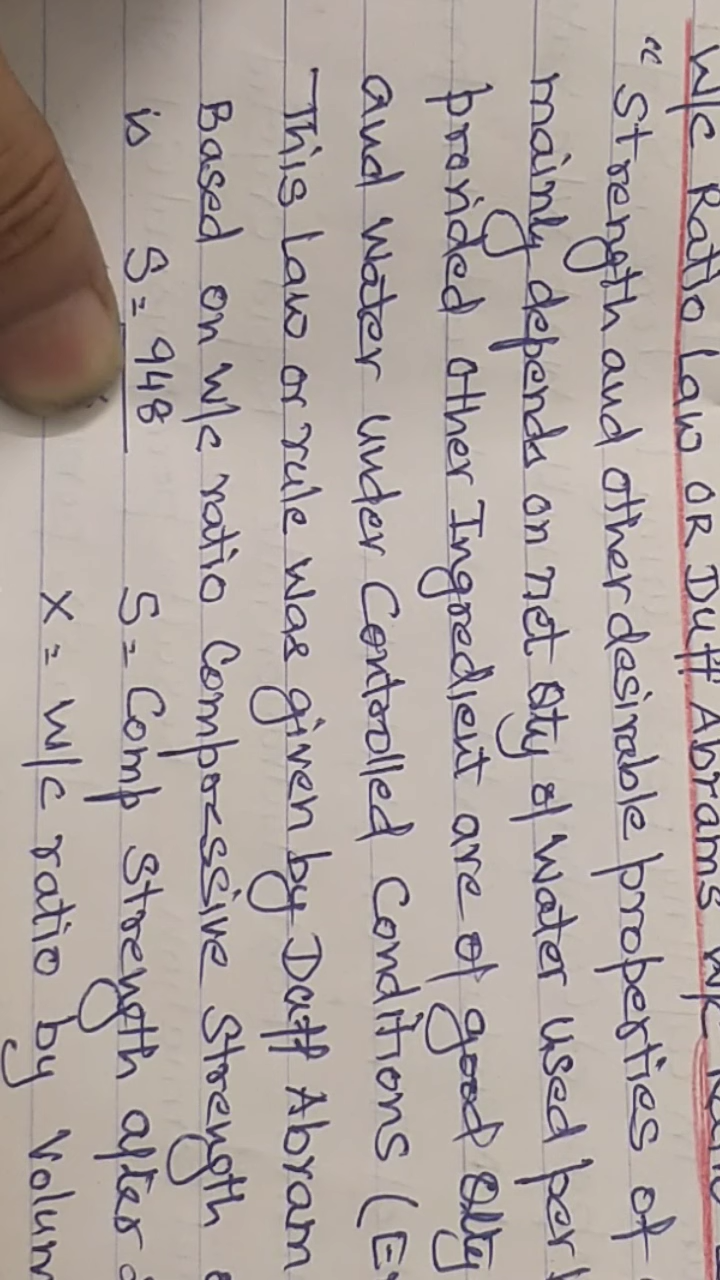 W/c Ratio Law OR Duff Abrams W/c
"Strength and other desirable properties of
mainly depends on net Qty of Water used per
provided other Ingredient are of good Qlty
and Water under Controlled Conditions (
This Law or rule was given by Duff Abram
Based on W/c ratio Compressive Strength
is S = 948 S = Comp Strength after
X = W/c ratio by Volum